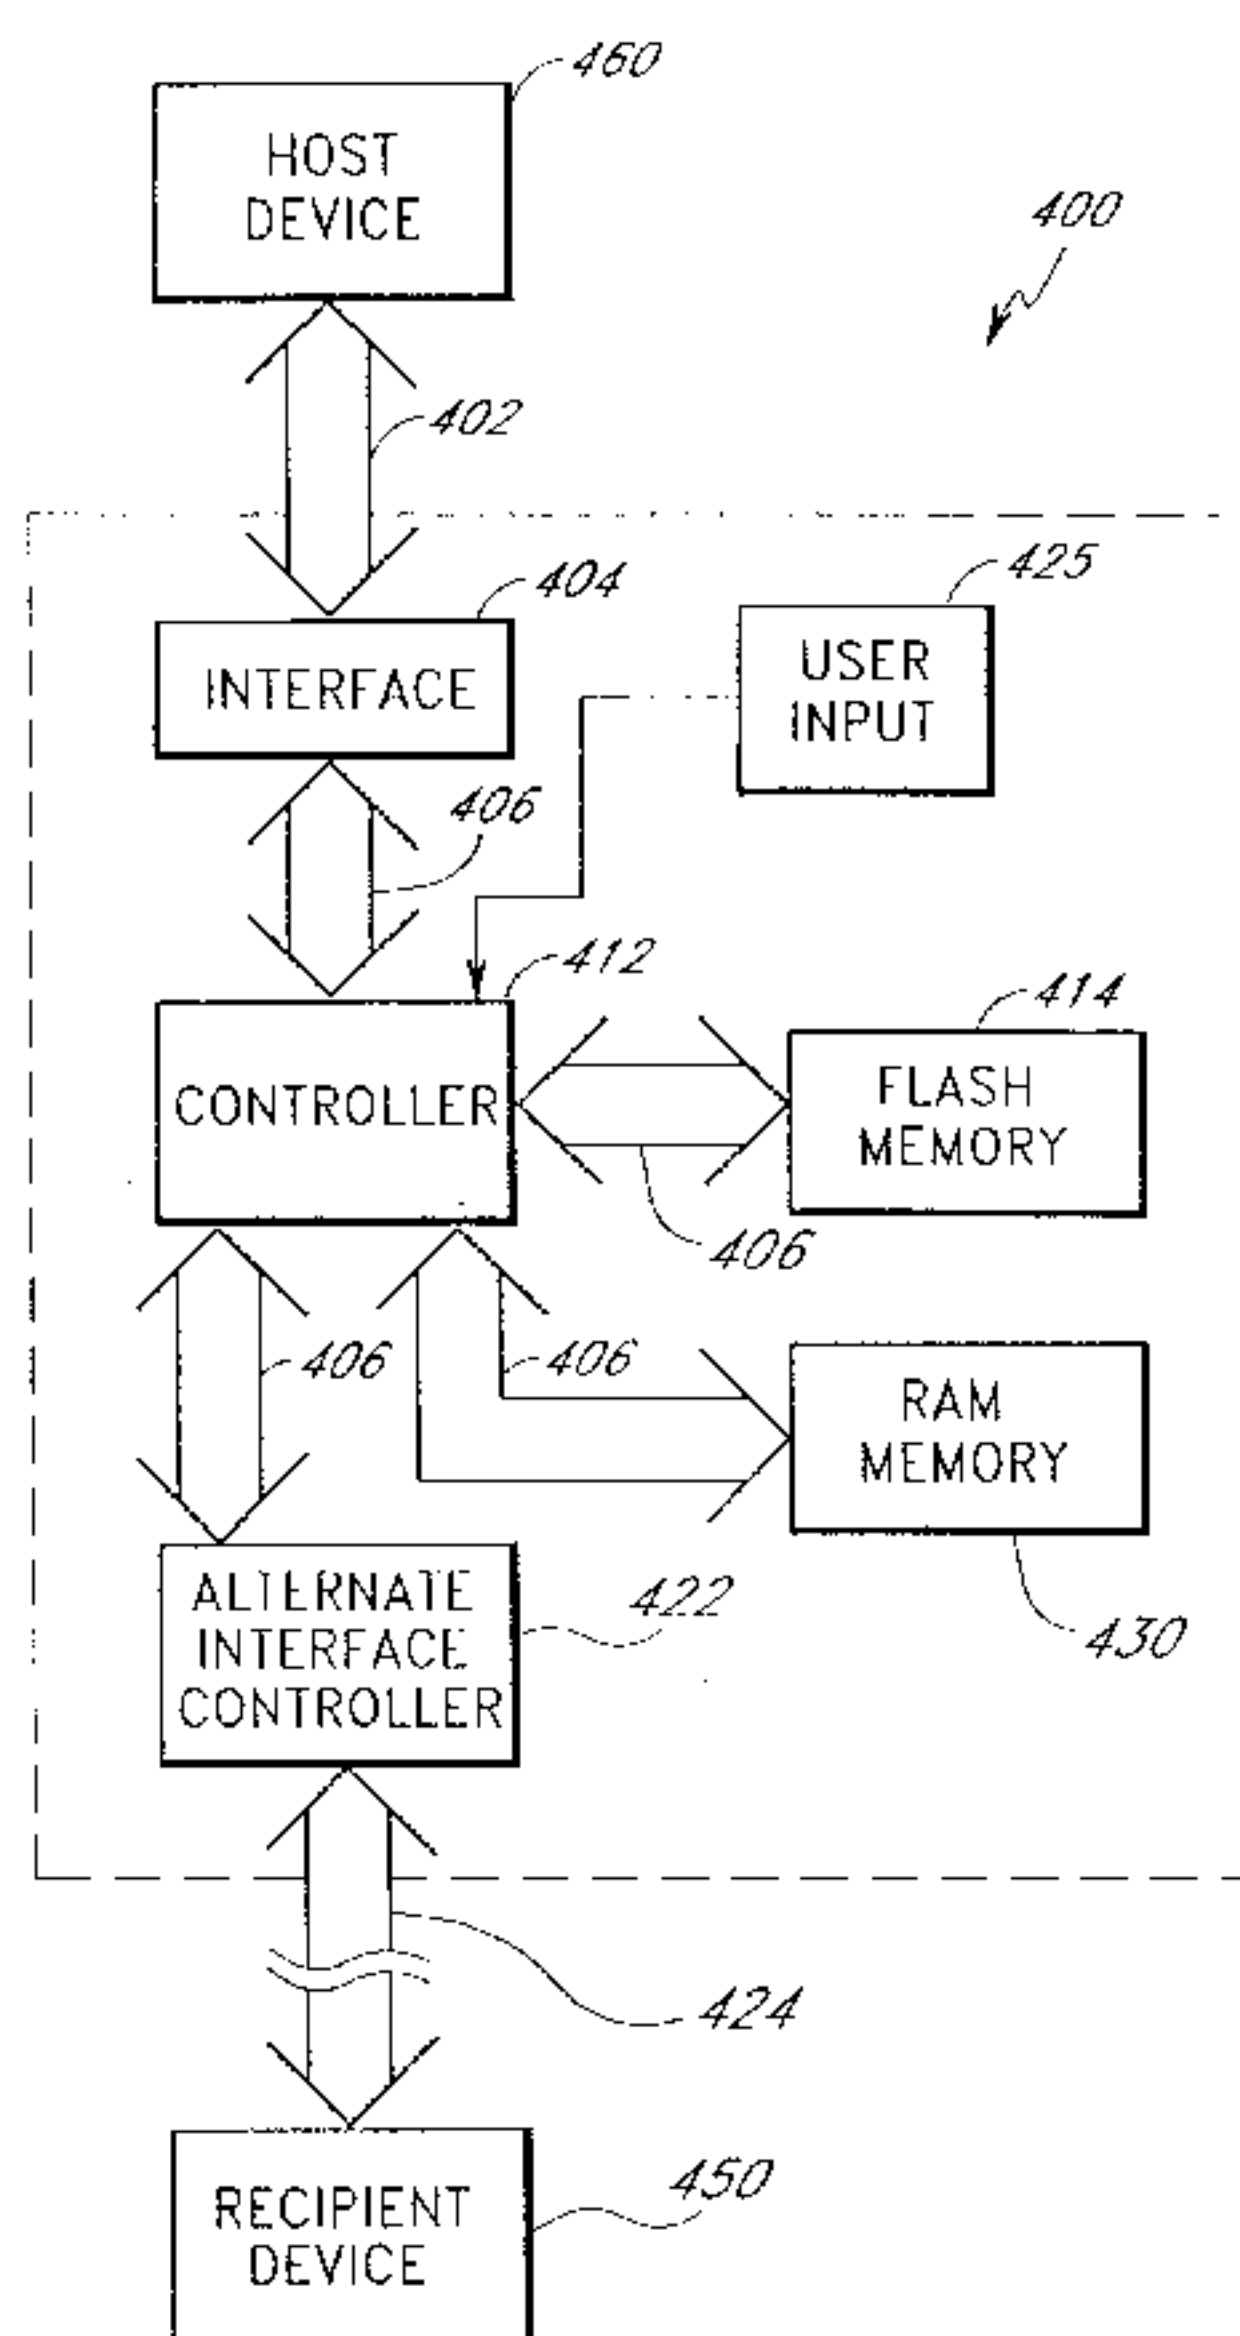 460
HOST
DEVICE
400
402
425
404
USER
INPUT
INTERFACE
406
412
414
CONTROLLER
FLASH
MEMORY
406
406
406
RAM
MEMORY
ALTERNATE
INTERFACE
CONTROLLER
422
430
424
450
RECIPIENT
DEVICE